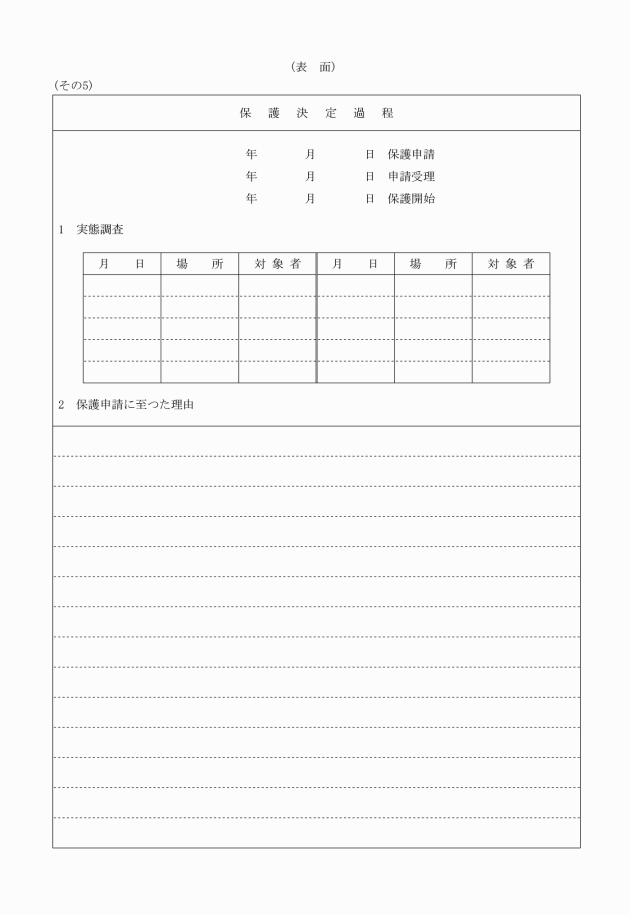 (表　面)
(その5)
保　護　決　定　過　程
年　　　月　　　日　保護申請
年　　　月　　　日　申請受理
年　　　月　　　日　保護開始
1　実態調査
月　　日　場　　所　対 象 者　月　　日　場　　所　対 象 者
2　保護申請に至つた理由